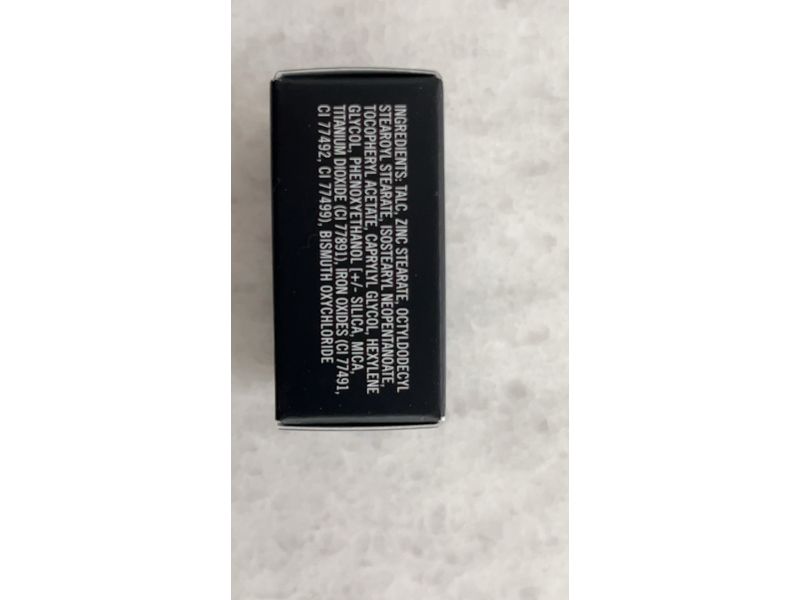 INGREDIENTS: TALC, ZINC STEARATE, OCTYLDODECYL
STEAROYL STEARATE, ISOSTEARYL NEOPENTANOATE,
TOCOPHERYL ACETATE, CAPRYLYL GLYCOL, HEXYLENE
GLYCOL, PHENOXYETHANOL [+/- SILICA, MICA,
TITANIUM DIOXIDE (CI 77891), IRON OXIDES (CI 77491,
CI 77492, CI 77499), BISMUTH OXYCHLORIDE